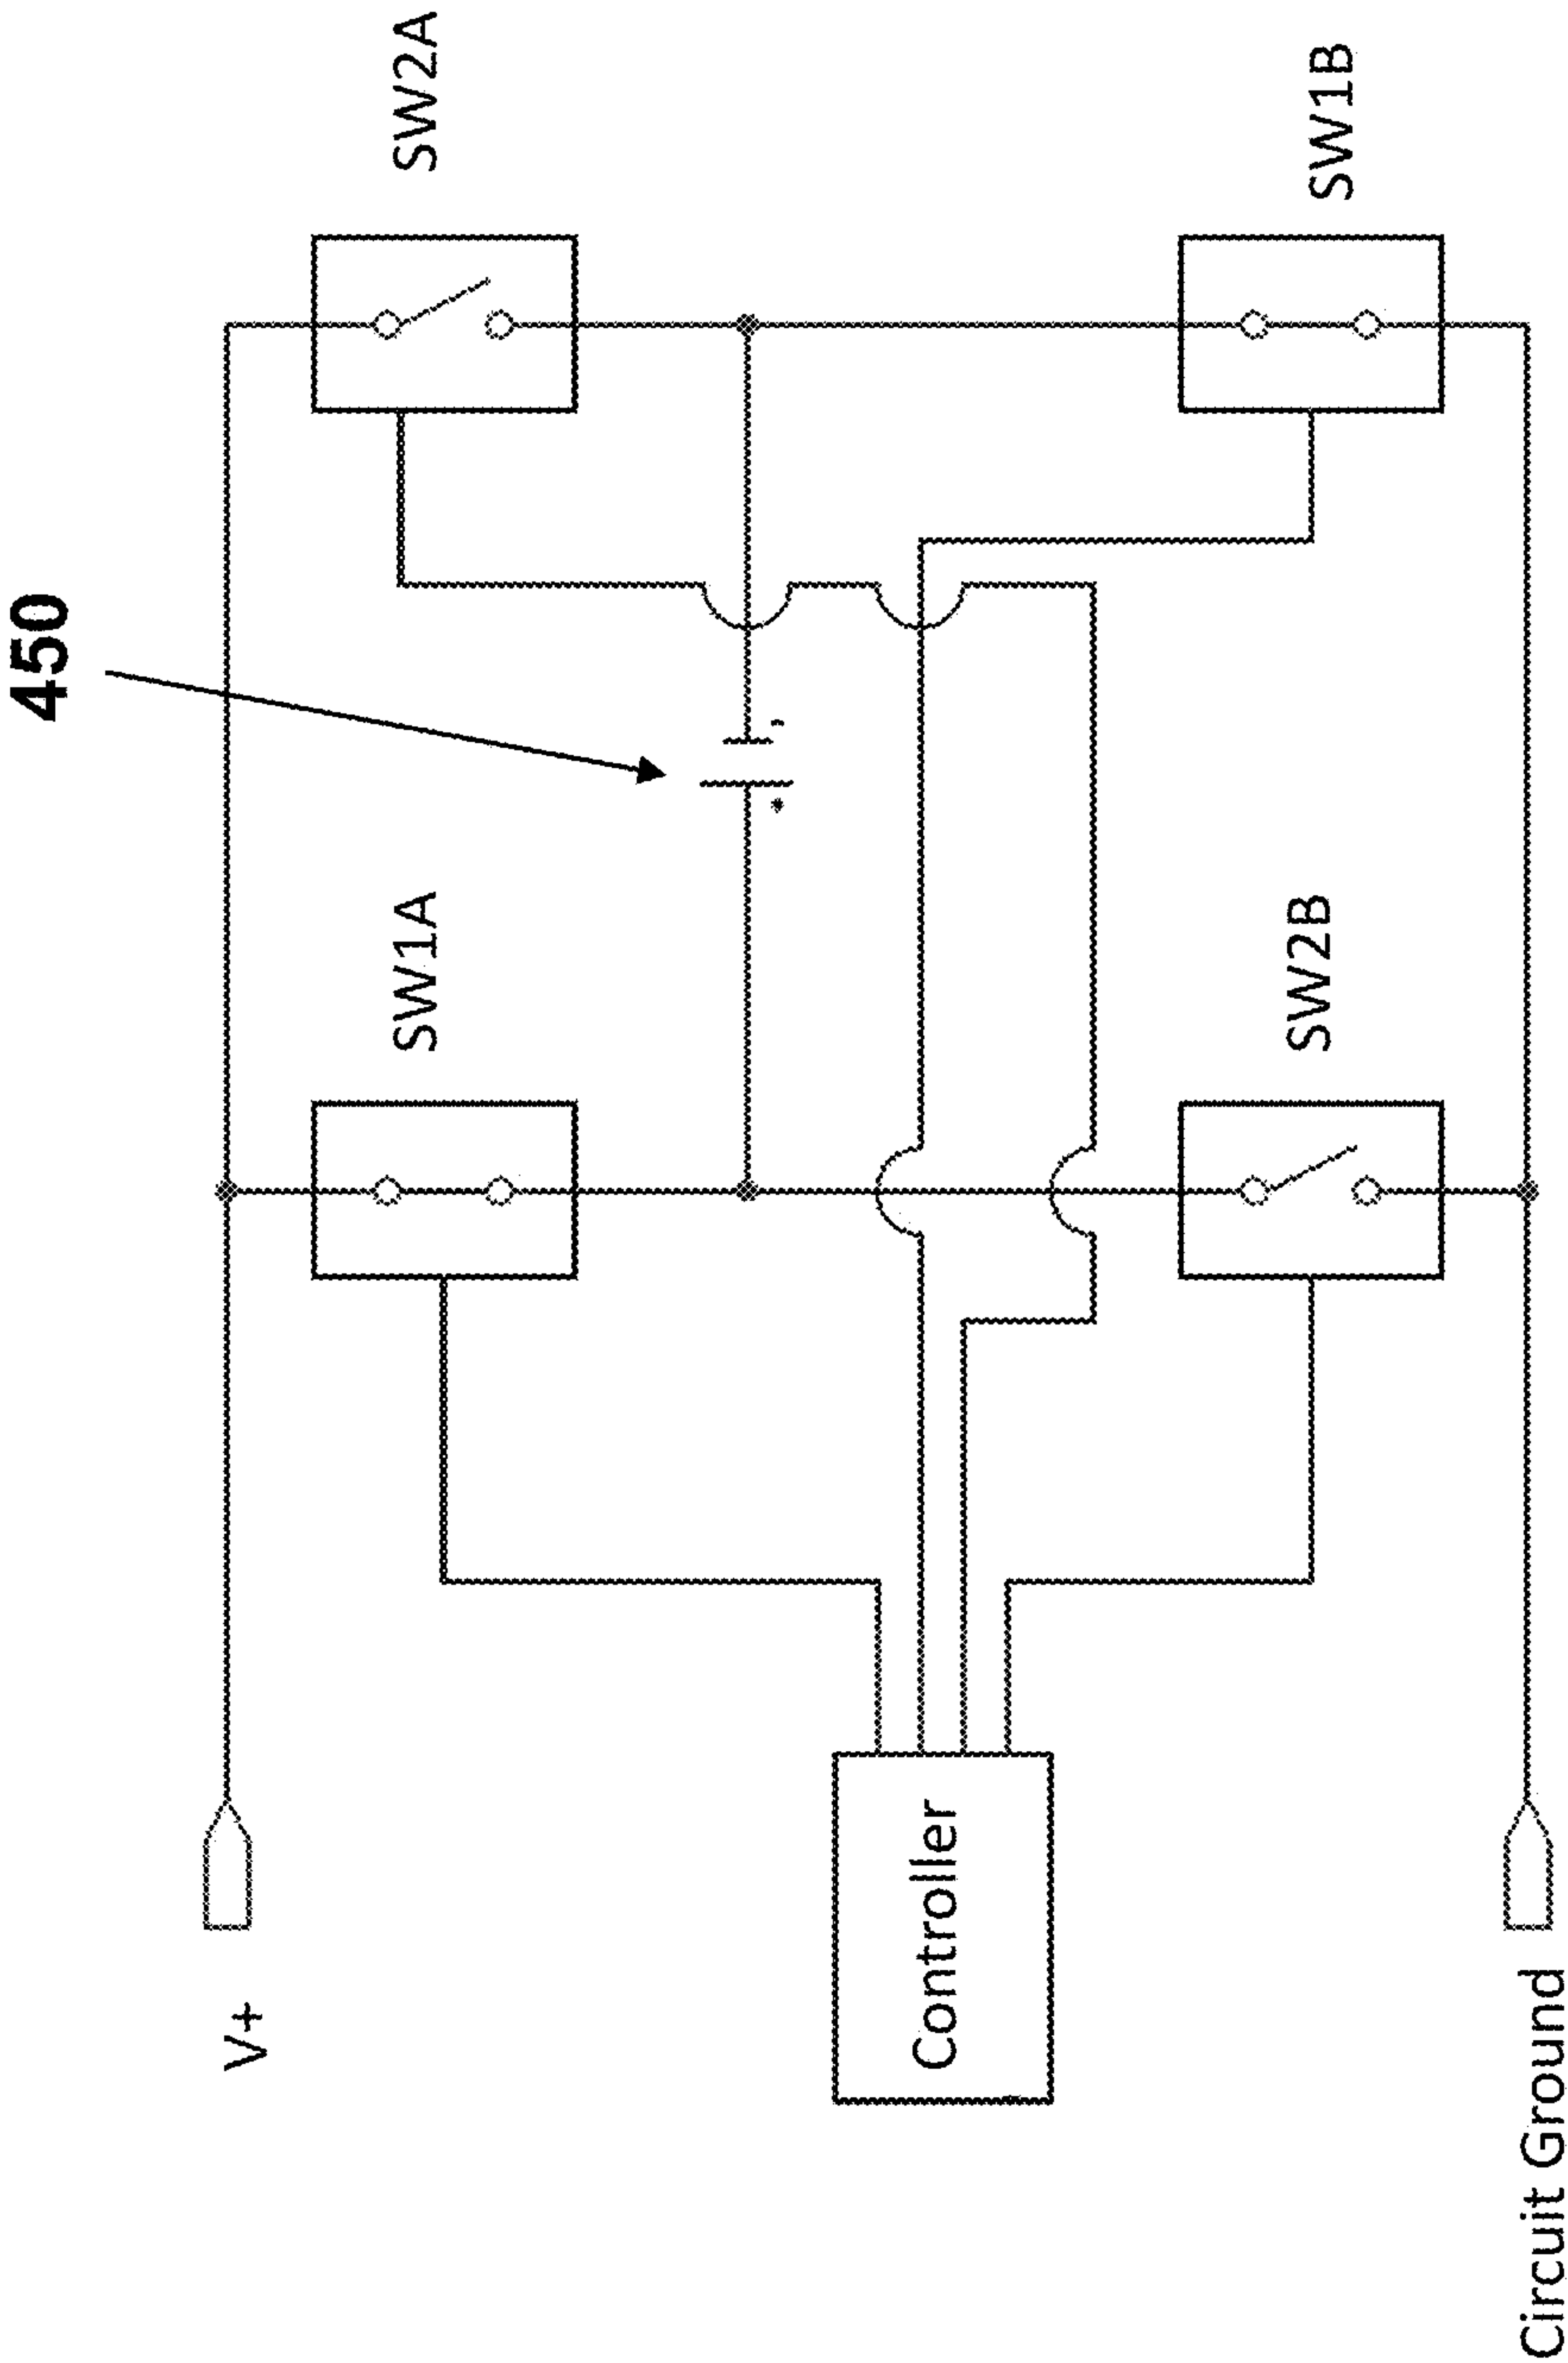 450
V+
SW1A
SW2A
Controller
SW2B
SW1B
Circuit Ground